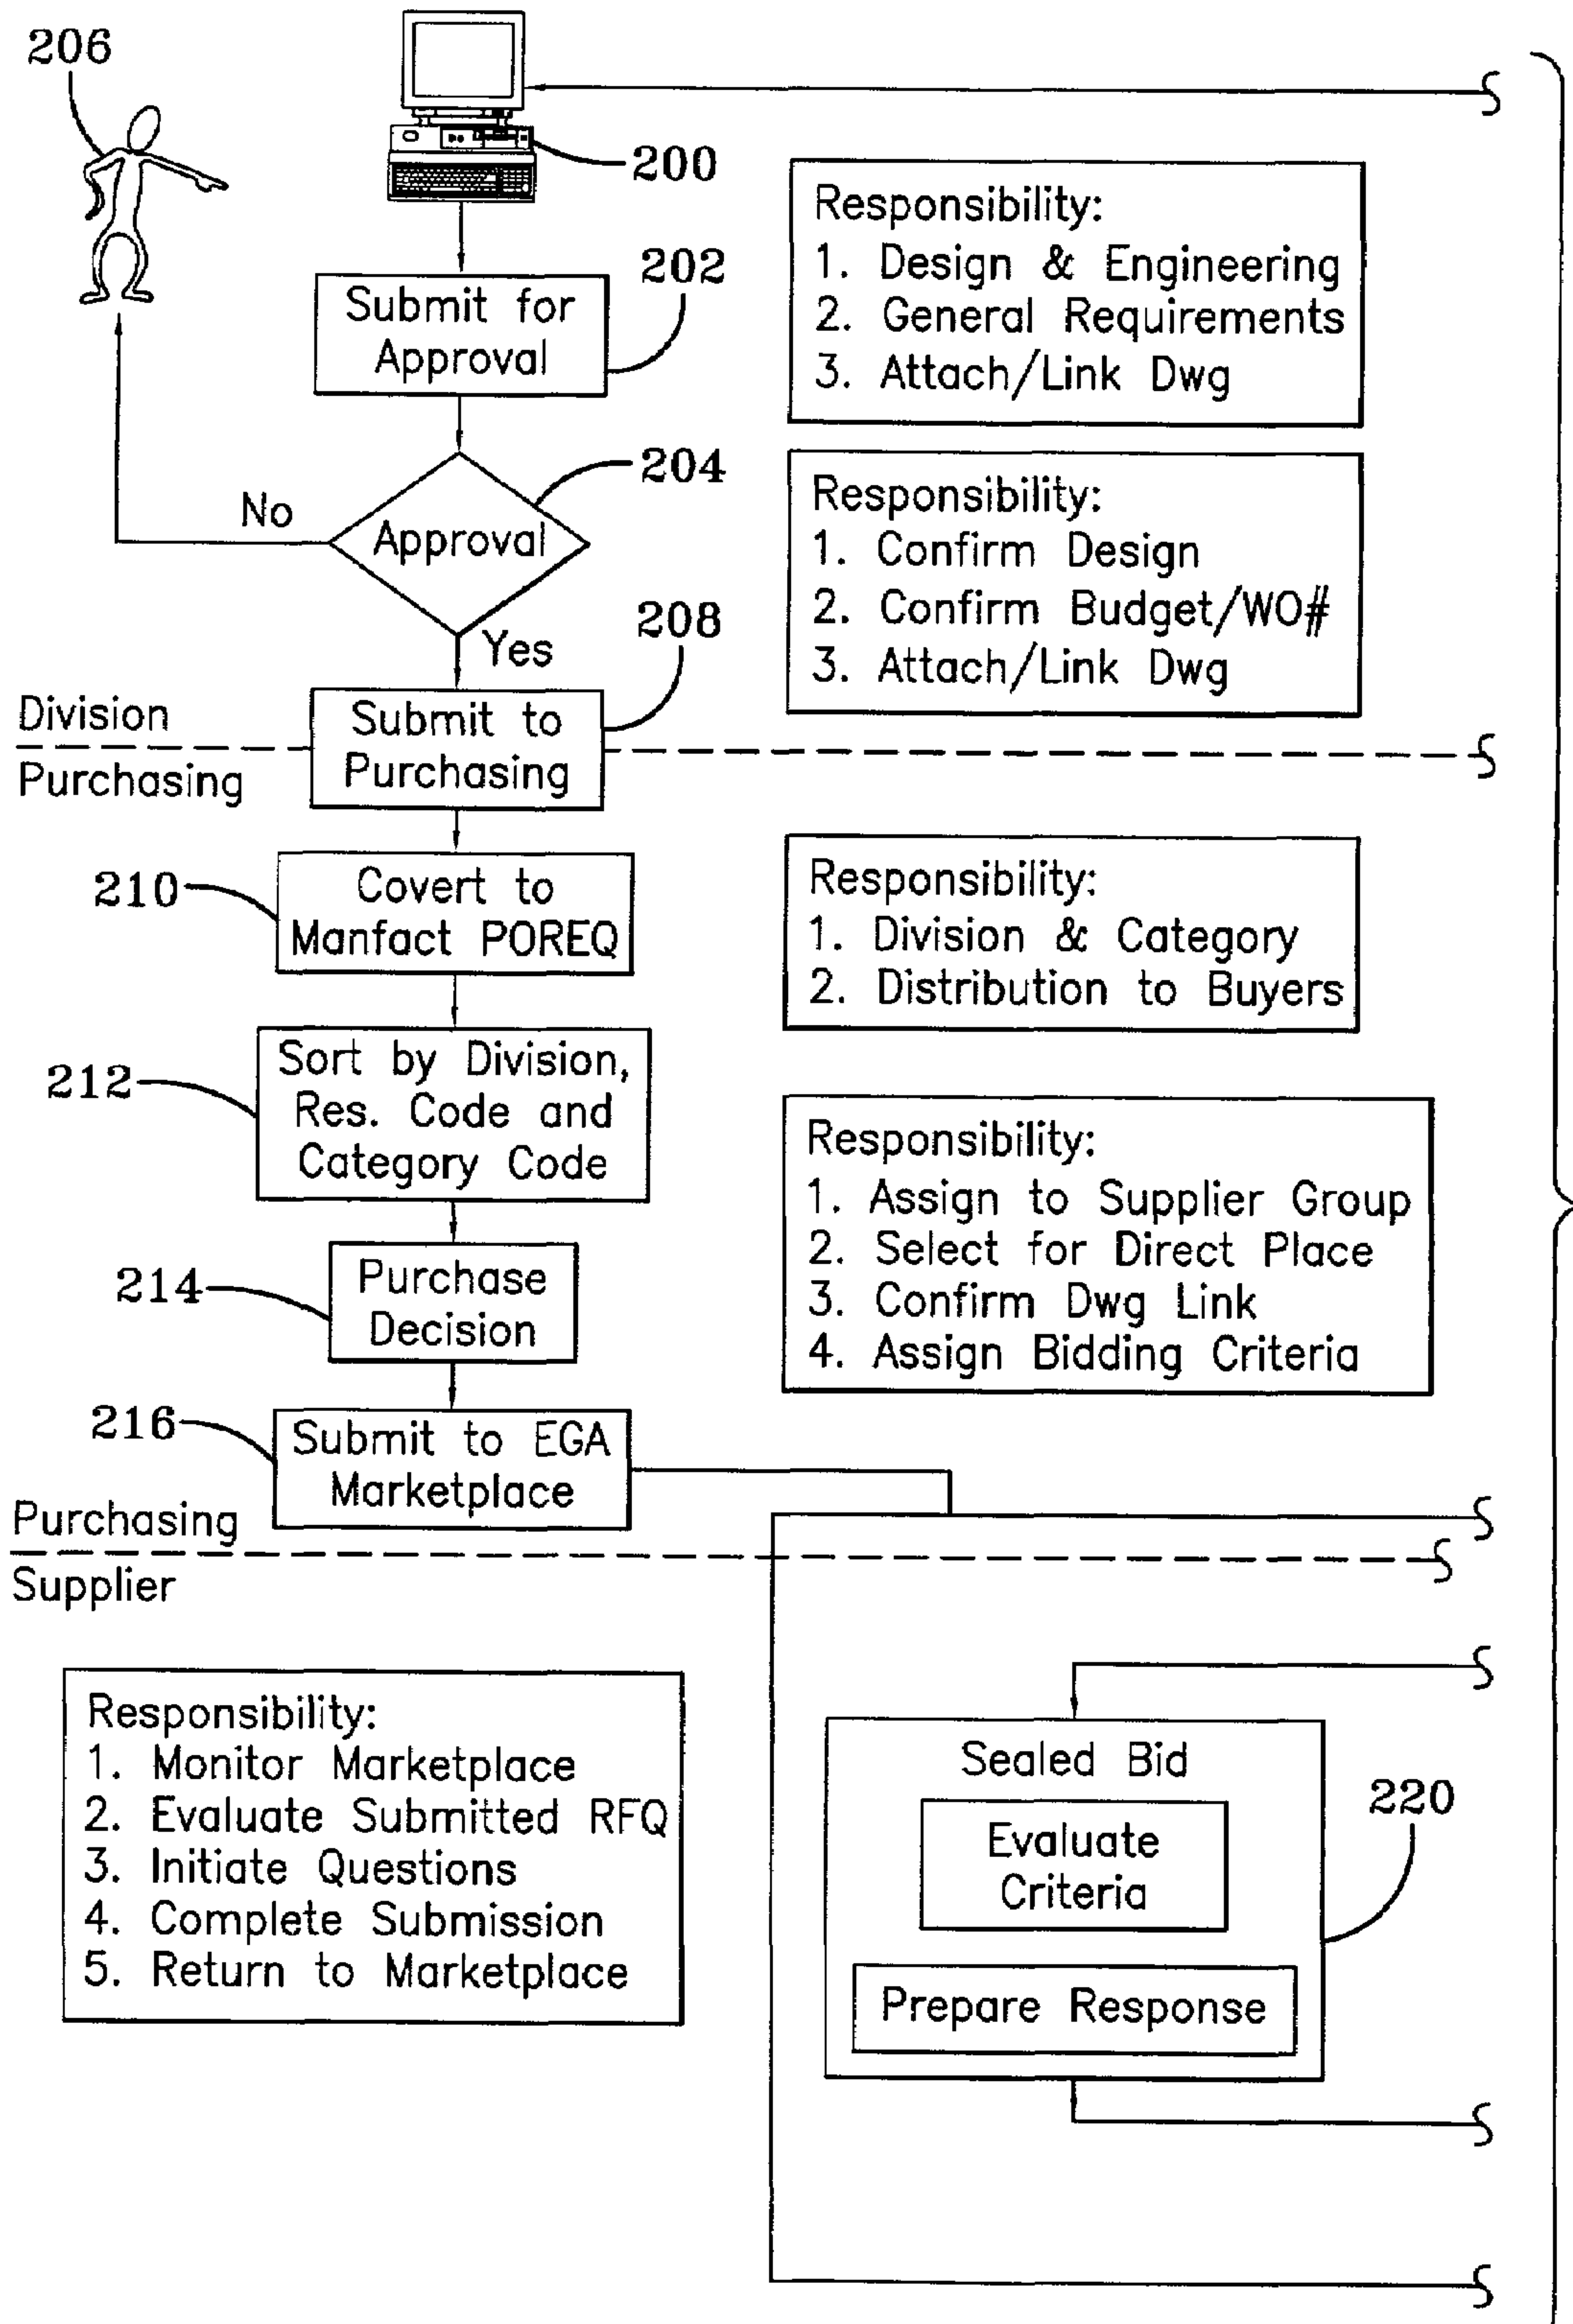 206
200
Responsibility:
1. Design & Engineering
2. General Requirements
3. Attach/Link Dwg
202
Submit for
Approval
204
No
Approval
Yes
Responsibility:
1. Confirm Design
2. Confirm Budget/WO#
3. Attach/Link Dwg
208
Division
Submit to
Purchasing
Purchasing
210
Covert to
Manfact POREQ
Responsibility:
1. Division & Category
2. Distribution to Buyers
212
Sort by Division,
Res. Code and
Category Code
Responsibility:
1. Assign to Supplier Group
2. Select for Direct Place
3. Confirm Dwg Link
4. Assign Bidding Criteria
214
Purchase
Decision
216
Submit to EGA
Marketplace
Purchasing
Supplier
Responsibility:
1. Monitor Marketplace
2. Evaluate Submitted RFQ
3. Initiate Questions
4. Complete Submission
5. Return to Marketplace
Sealed Bid
220
Evaluate
Criteria
Prepare Response